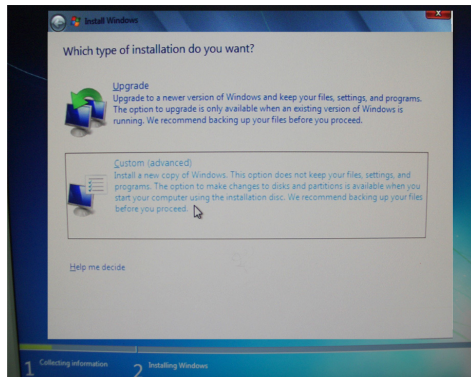 Install Windows
Which type of installation do you want?
Upgrade
Upgrade to a newer version of Windows and keep your files, settings, and programs.
The option to upgrade is only available when an existing version of Windows is
running. We recommend backing up your files before you proceed.
Custom (advanced)
Install a new copy of Windows. This option does not keep your files, settings, and
programs. The option to make changes to disks and partitions is available when you
start your computer using the installation disc. We recommend backing up your files
before you proceed.
Help me decide
1 Collecting information
2 Installing Windows